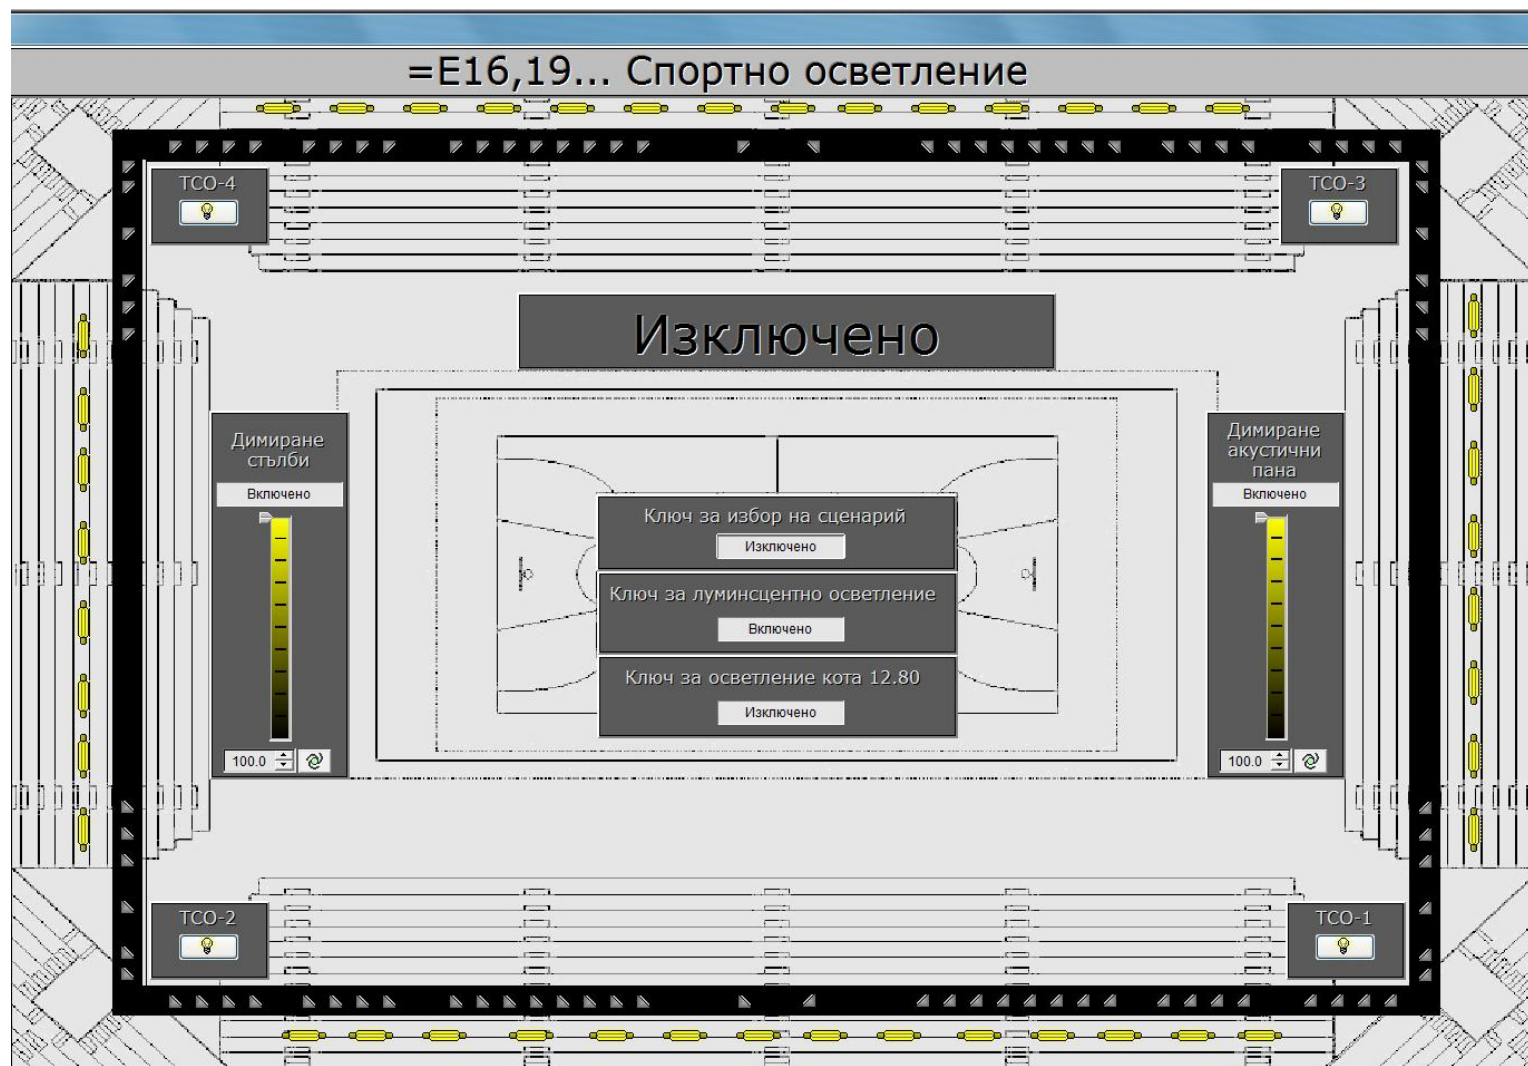 =E16,19... Спортно осветление
ТСО-4
ТСО-3
Изключено
Димиране
стълби
Включено
100.0
Ключ за избор на сценарий
Изключено
Ключ за луминсцентно осветление
Включено
Ключ за осветление кота 12.80
Изключено
Димиране
акустични
пана
Включено
100.0
ТСО-2
ТСО-1